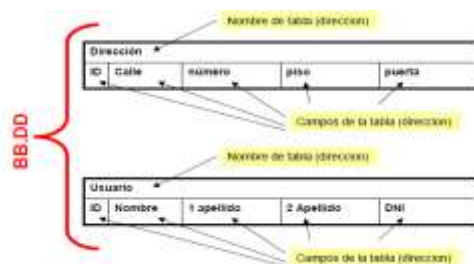 Nombre de tabla (direccion)
Dirección
ID Calle número piso puerta
Campos de la tabla (direccion)
BB.DD
Nombre de tabla (direccion)
Usuario
ID Nombre 1 apellido 2 Apellido DNI
Campos de la tabla (direccion)